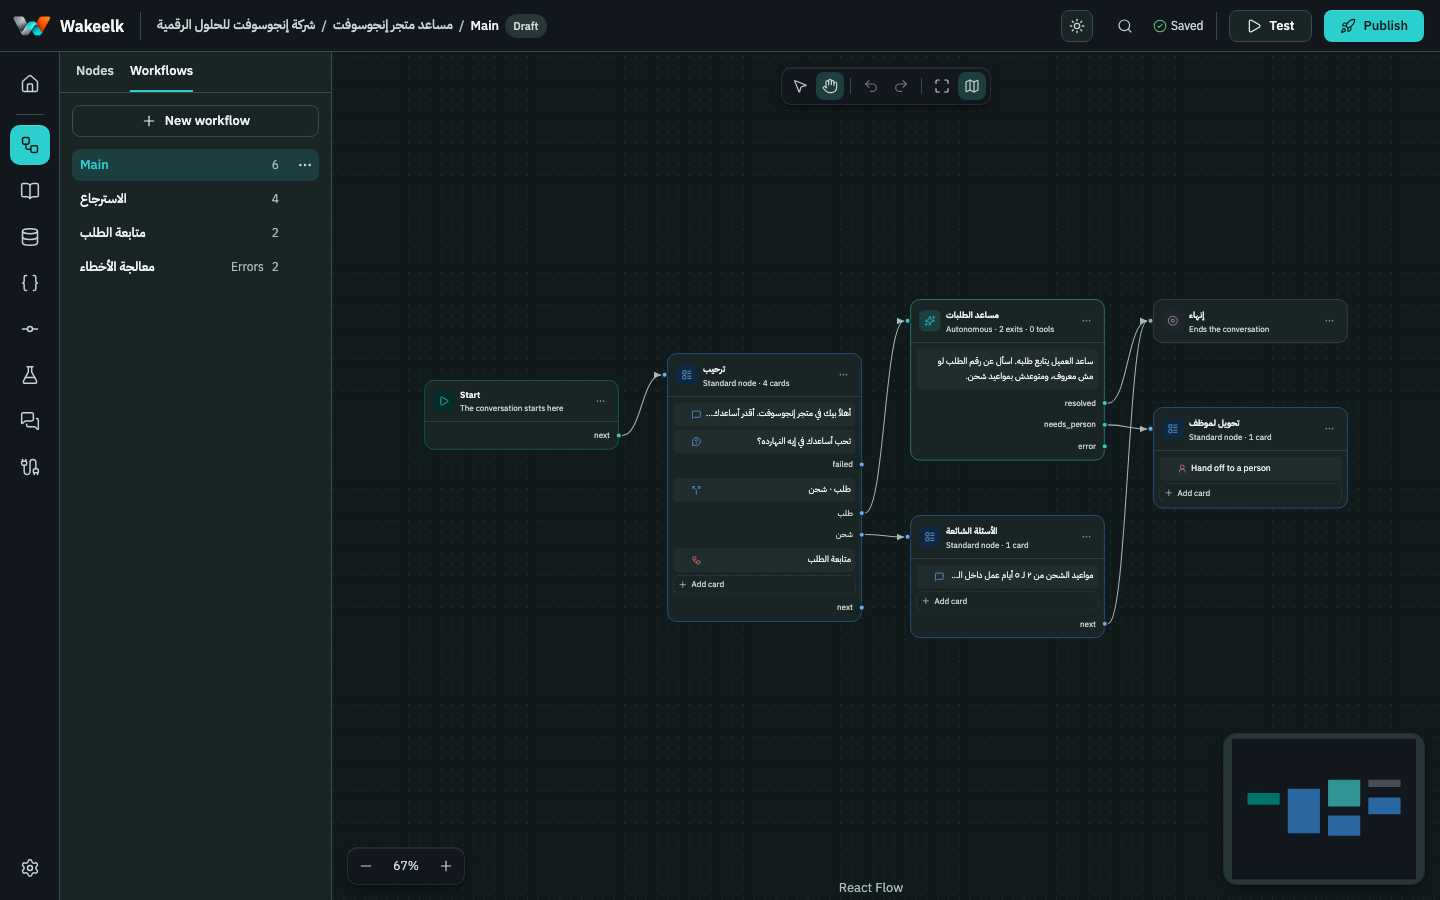 Wakeelk
شركة إنجوسوفت للحلول الرقمية / مساعد متجر إنجوسوفت / Main Draft
Saved
Test
Publish
Nodes Workflows
New workflow
Main 6
الاسترجاع 4
متابعة الطلب 2
معالجة الأخطاء Errors 2
Start
The conversation starts here
next
ترحيب
Standard node · 4 cards
أهلاً بيك في متجر إنجوسوفت. أقدر أساعدك...
تحب أساعدك في إيه النهارده؟
failed
طلب · شحن
طلب
شحن
متابعة الطلب
Add card
next
مساعد الطلبات
Autonomous · 2 exits · 0 tools
ساعد العميل يتابع طلبه. اسأل عن رقم الطلب لو
مش معروف، ومتوعدش بمواعيد شحن.
resolved
needs_person
error
الأسئلة الشائعة
Standard node · 1 card
مواعيد الشحن من ٢ لـ ٥ أيام عمل داخل الـ...
Add card
next
إنهاء
Ends the conversation
تحويل لموظف
Standard node · 1 card
Hand off to a person
Add card
67%
React Flow